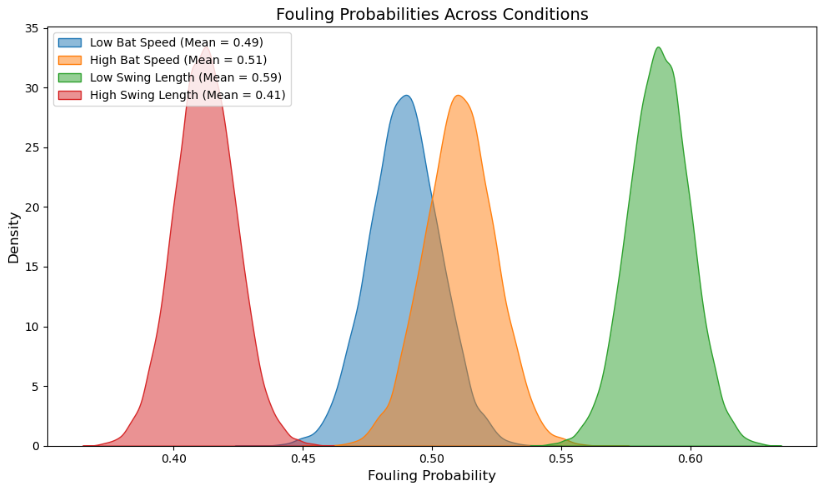 Fouling Probabilities Across Conditions
Low Bat Speed (Mean = 0.49)
High Bat Speed (Mean = 0.51)
Low Swing Length (Mean = 0.59)
High Swing Length (Mean = 0.41)
Density
35
30
25
20
15
10
5
0
0.40
0.45
0.50
0.55
0.60
Fouling Probability